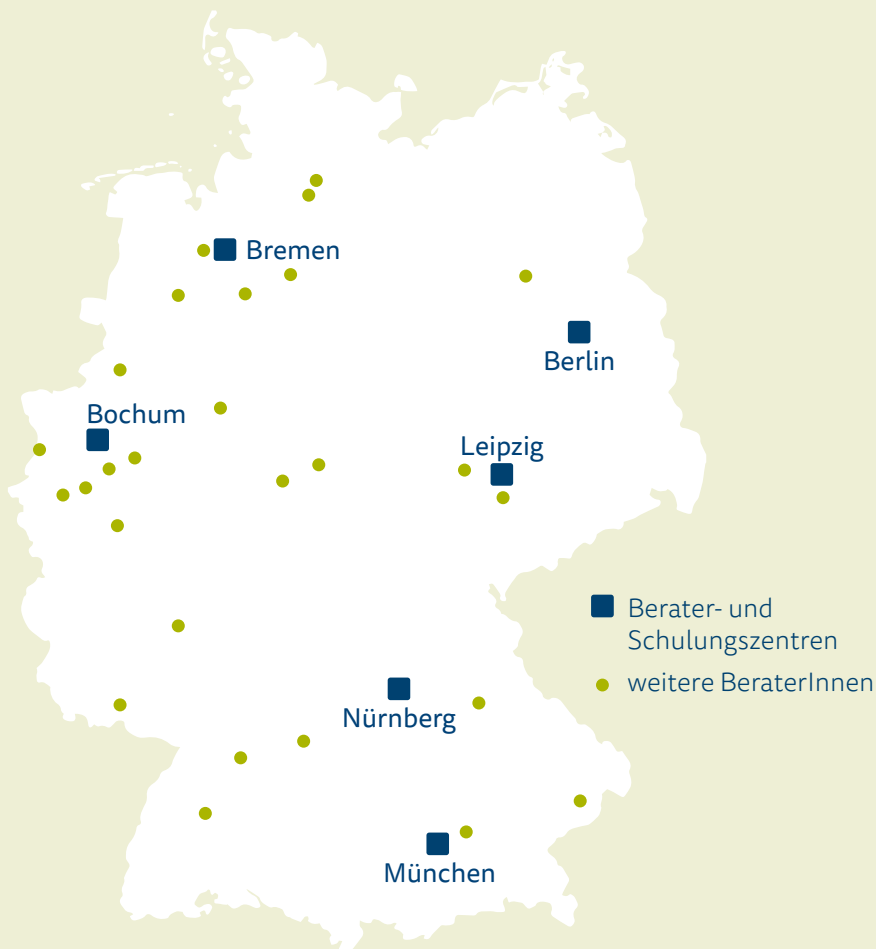 Bremen
Berlin
Bochum
Leipzig
Berater- und
Schulungszentren
weitere BeraterInnen
Nürnberg
München